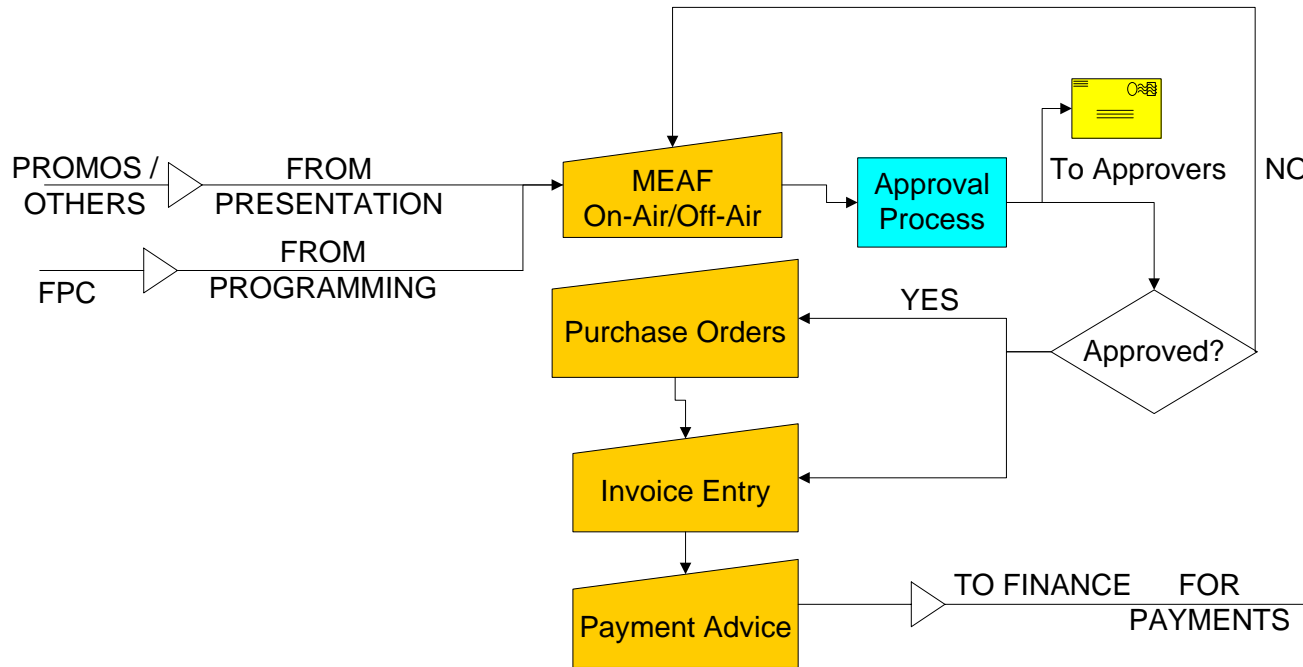 PROMOS /
OTHERS
FROM
PRESENTATION
FPC
FROM
PROGRAMMING
MEAF
On-Air/Off-Air
Approval
Process
To Approvers
NO
Approved?
YES
Purchase Orders
Invoice Entry
Payment Advice
TO FINANCE FOR
PAYMENTS